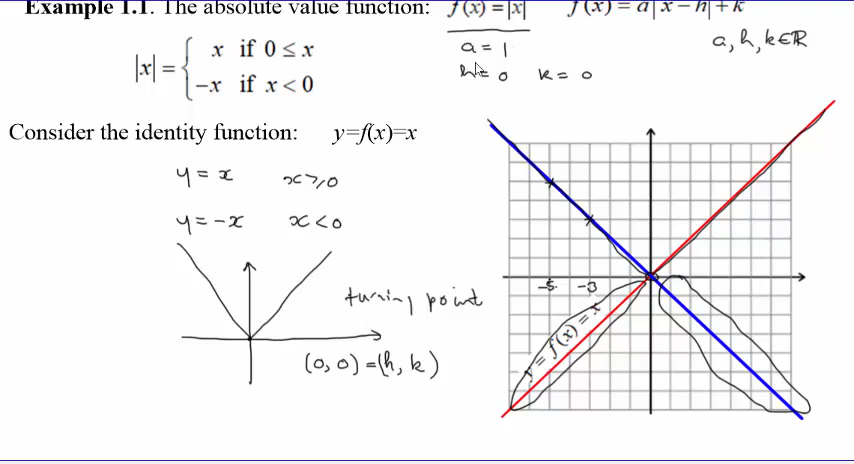 Example 1.1. The absolute value function: f(x) = |x| f(x) = a|x − h| + k
a = 1 a, h, k ∈ ℝ
h = 0 k = 0
|x| = { x if 0 ≤ x
−x if x < 0
Consider the identity function: y=f(x)=x
y = x x ≥ 0
y = −x x < 0
turning point
(0, 0) = (h, k)
-5 -3
y = f(x) = x